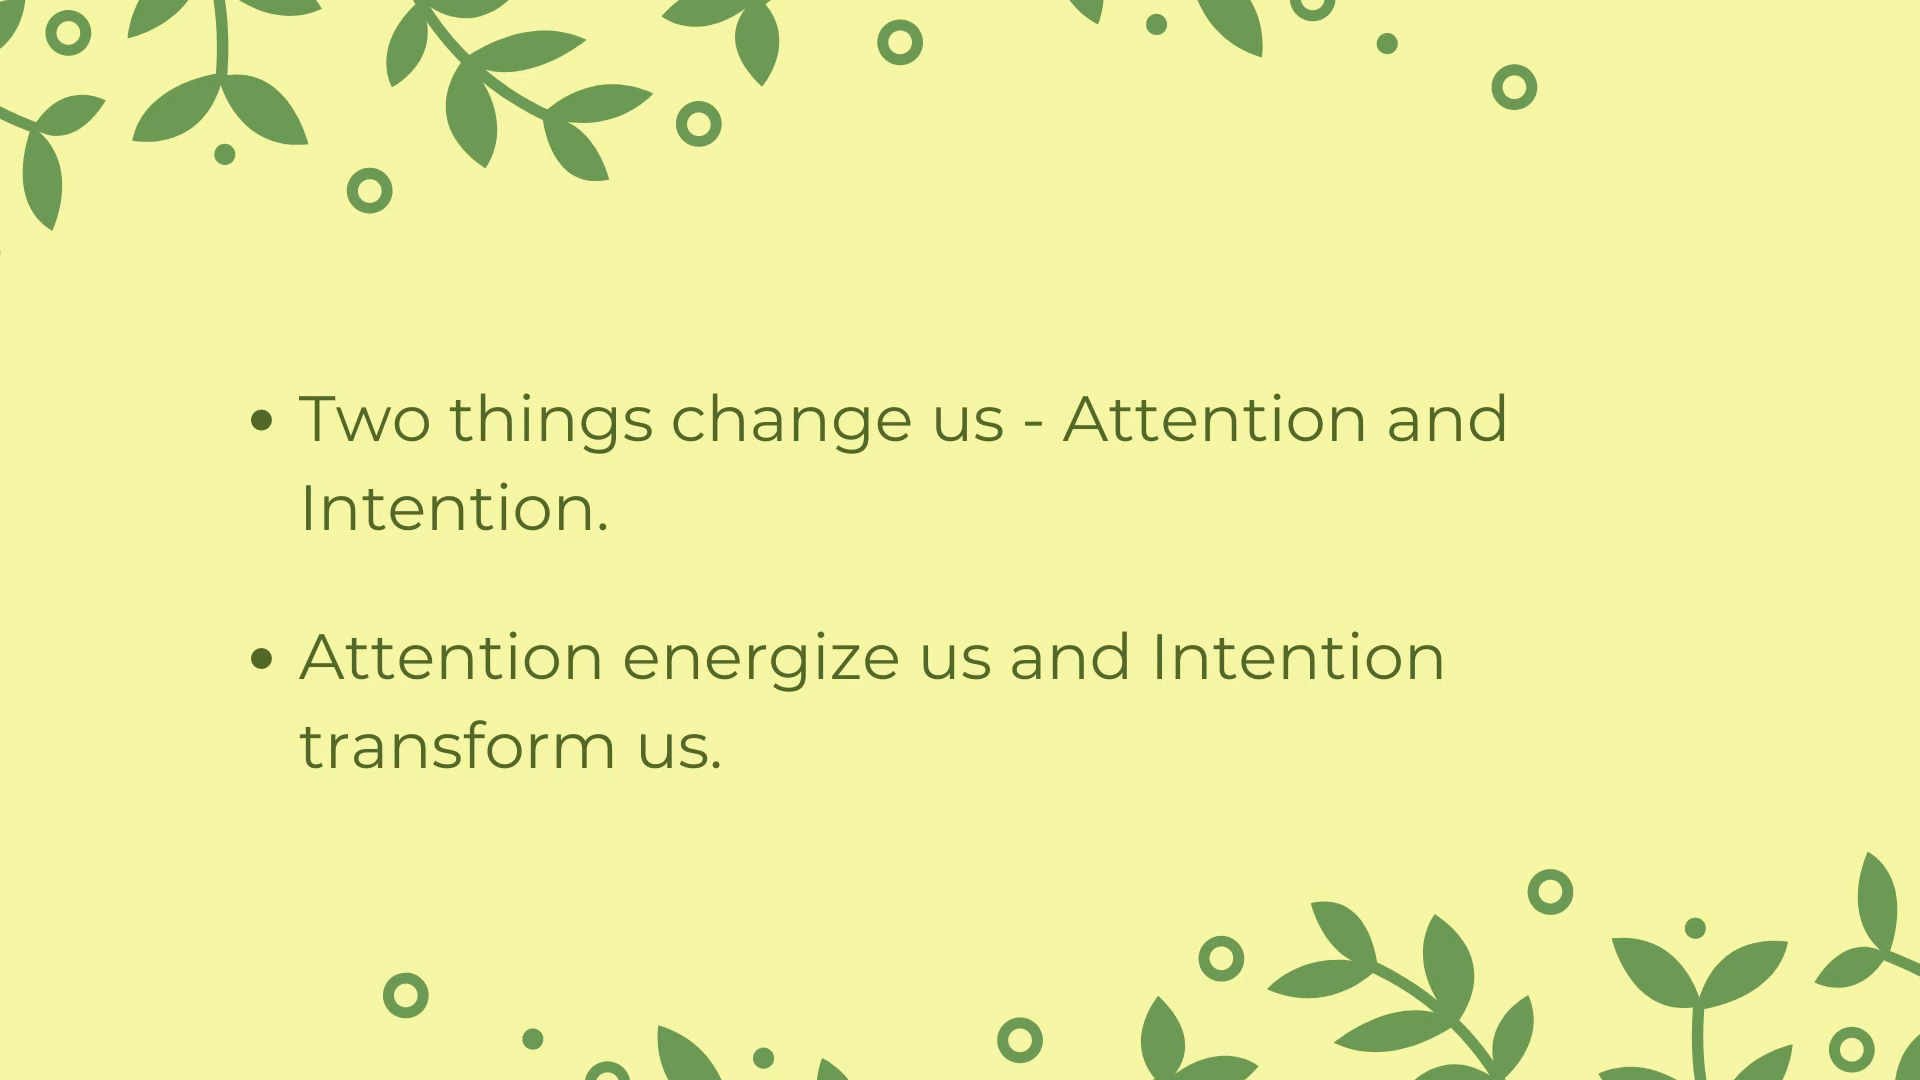 • Two things change us - Attention and
Intention.
• Attention energize us and Intention
transform us.